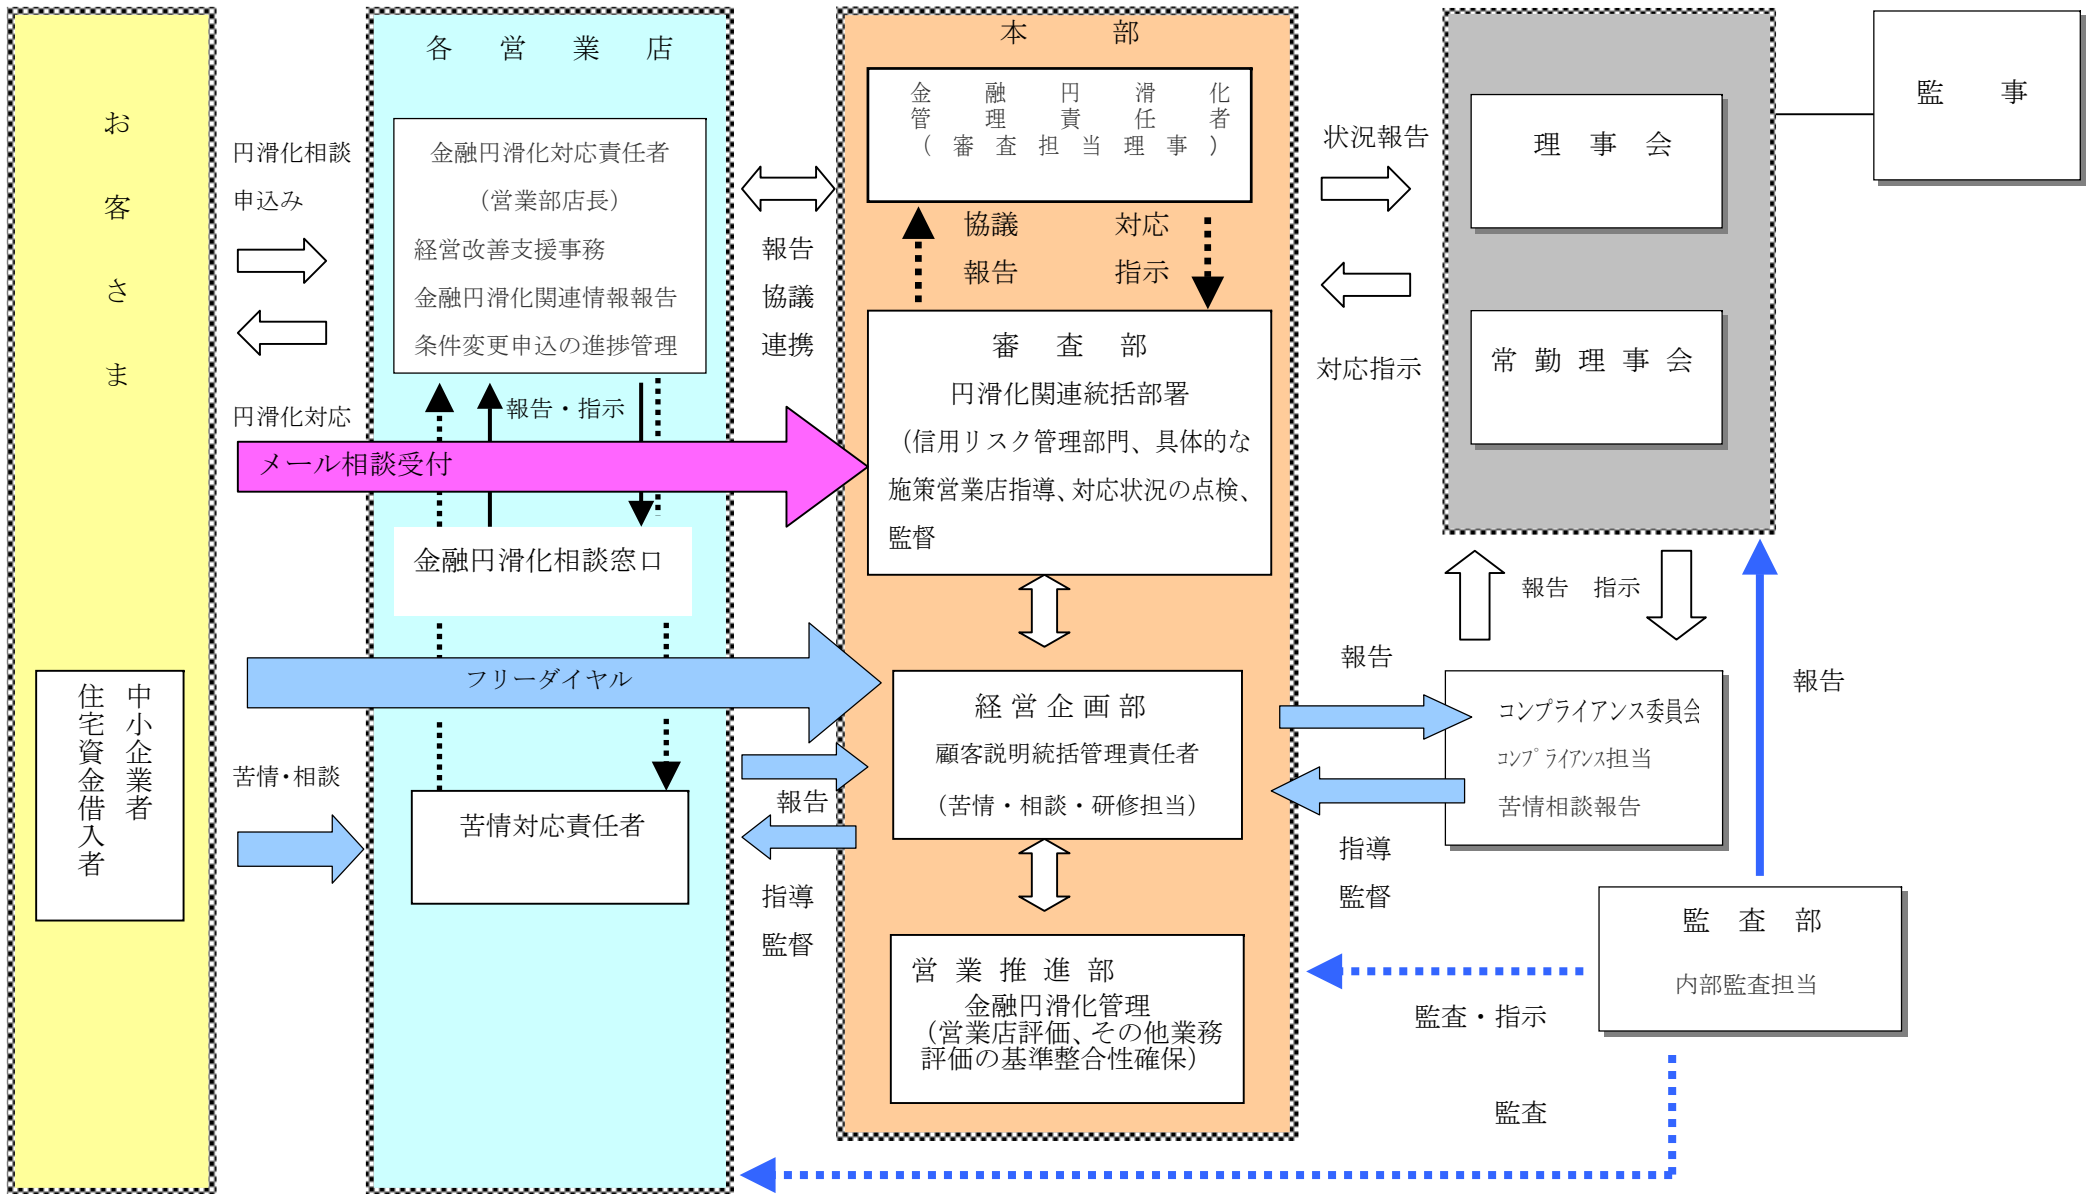 お客さま
中小企業者
住宅資金借入者
円滑化相談
申込み
円滑化対応
メール相談受付
フリーダイヤル
苦情・相談
各営業店
金融円滑化対応責任者
（営業部店長）
経営改善支援事務
金融円滑化関連情報報告
条件変更申込の進捗管理
報告・指示
金融円滑化相談窓口
苦情対応責任者
報告
協議
連携
報告
指導
監督
本部
金融円滑化
管理責任者
（審査担当理事）
協議
報告
対応
指示
審査部
円滑化関連統括部署
（信用リスク管理部門、具体的な
施策営業店指導、対応状況の点検、
監督
経営企画部
顧客説明統括管理責任者
（苦情・相談・研修担当）
営業推進部
金融円滑化管理
（営業店評価、その他業務
評価の基準整合性確保）
状況報告
対応指示
理事会
常勤理事会
監事
報告　指示
報告
コンプライアンス委員会
コンプライアンス担当
苦情相談報告
指導
監督
報告
監査部
内部監査担当
監査・指示
監査